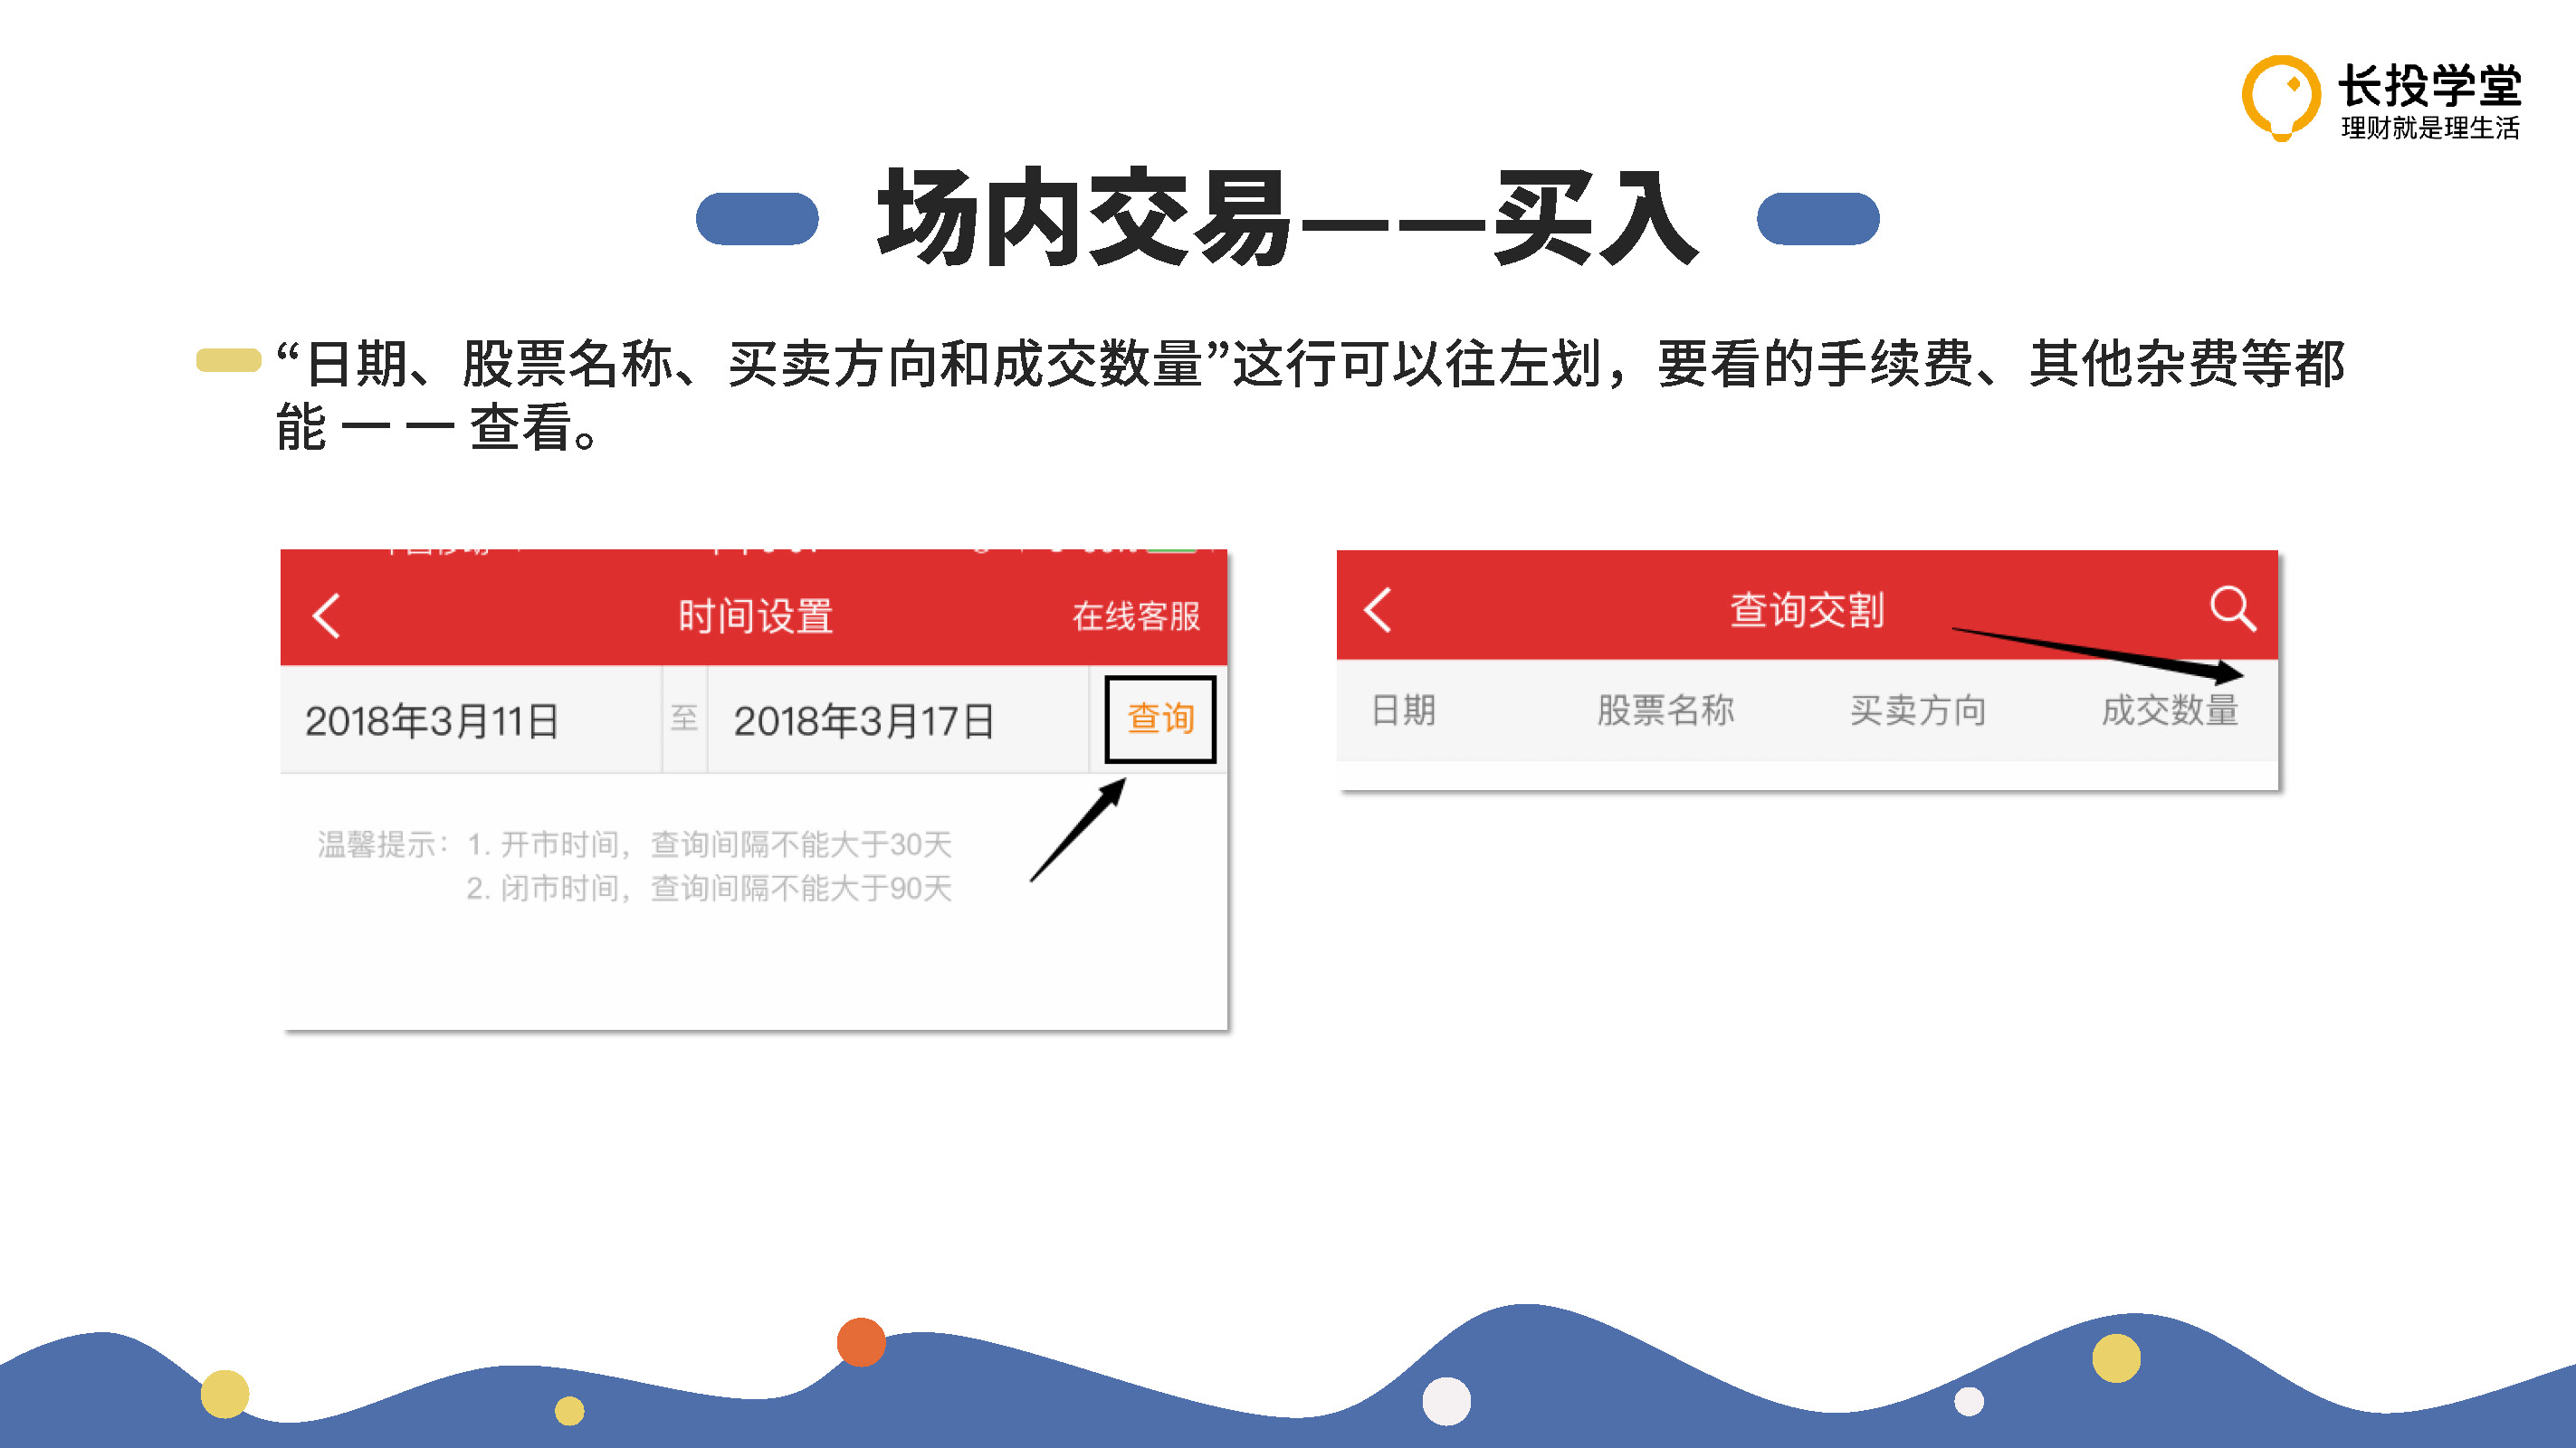 长投学堂
理财就是理生活
场内交易——买入
“日期、股票名称、买卖方向和成交数量”这行可以往左划，要看的手续费、其他杂费等都
能 一 一 查看。
时间设置
在线客服
2018年3月11日 至 2018年3月17日 查询
温馨提示：1. 开市时间，查询间隔不能大于30天
2. 闭市时间，查询间隔不能大于90天
查询交割
日期 股票名称 买卖方向 成交数量